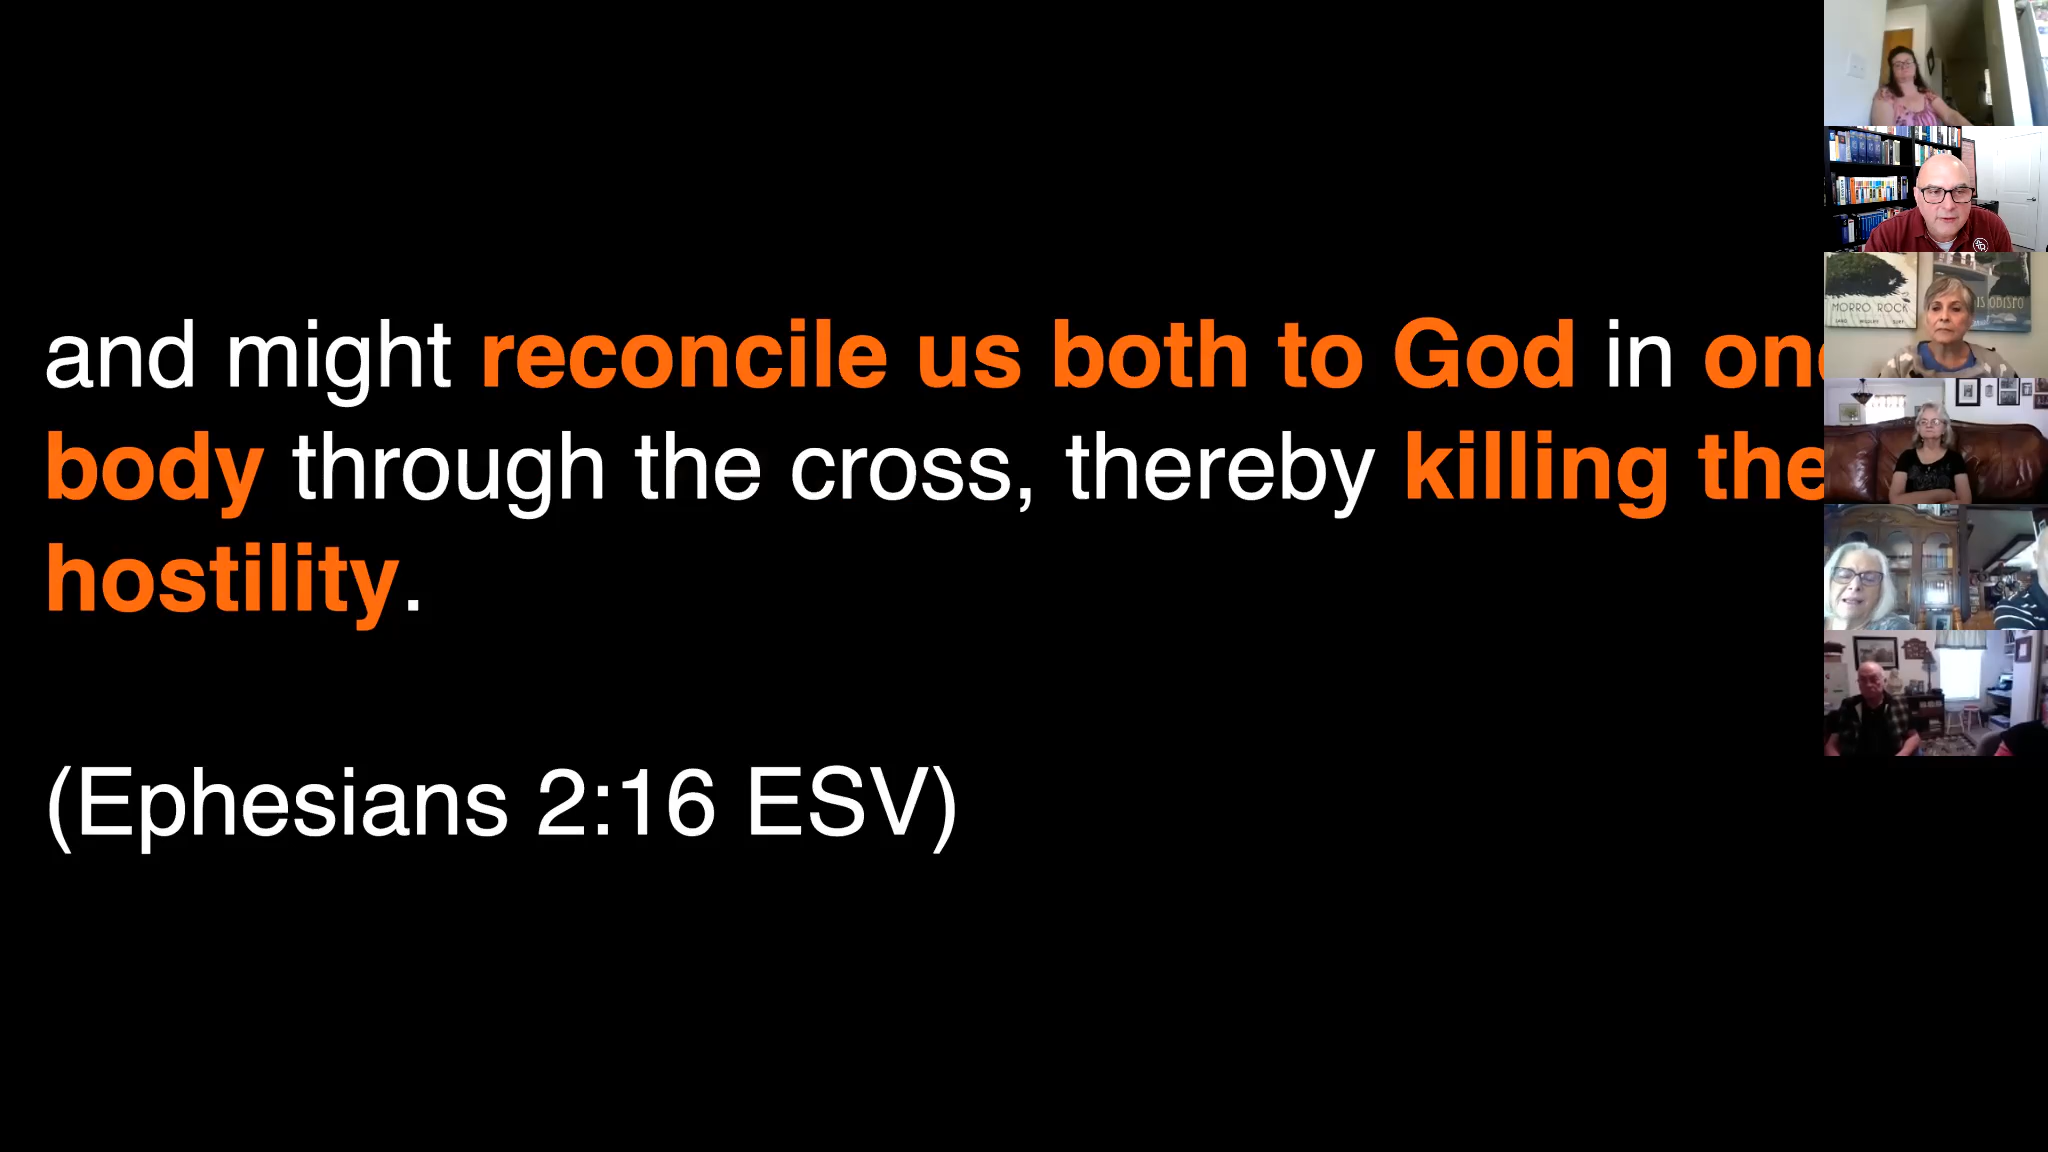 and might reconcile us both to God in one
body through the cross, thereby killing the
hostility.
(Ephesians 2:16 ESV)
MORRO ROCK